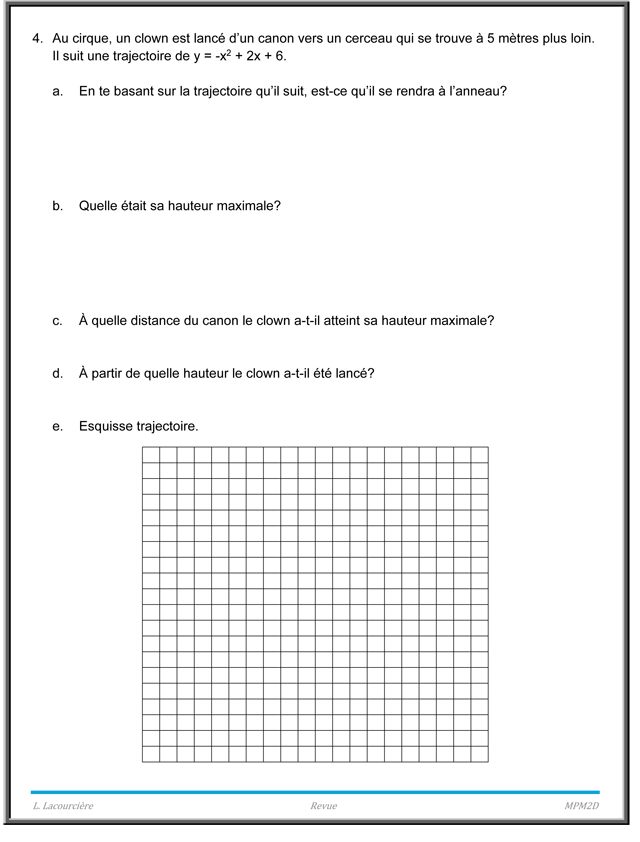 4. Au cirque, un clown est lancé d'un canon vers un cerceau qui se trouve à 5 mètres plus loin.
Il suit une trajectoire de y = -x² + 2x + 6.
a. En te basant sur la trajectoire qu'il suit, est-ce qu'il se rendra à l'anneau?
b. Quelle était sa hauteur maximale?
c. À quelle distance du canon le clown a-t-il atteint sa hauteur maximale?
d. À partir de quelle hauteur le clown a-t-il été lancé?
e. Esquisse trajectoire.
L. Lacourcière Revue MPM2D